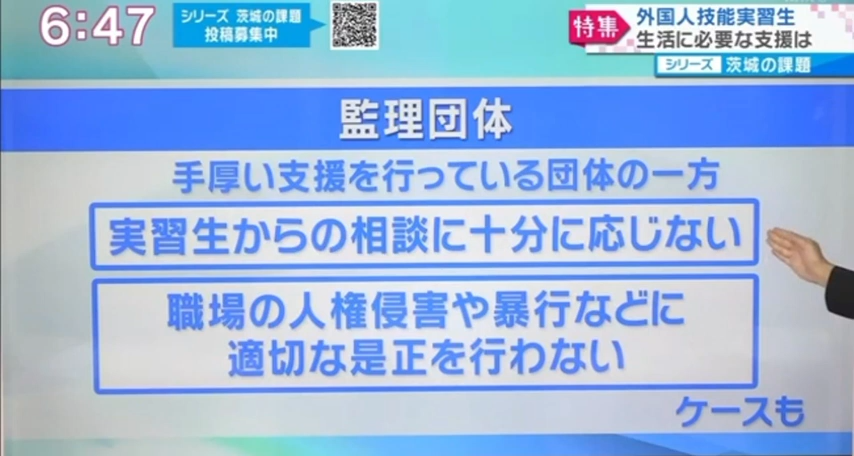 6:47
シリーズ 茨城の課題
投稿募集中
特集
外国人技能実習生
生活に必要な支援は
シリーズ 茨城の課題
監理団体
手厚い支援を行っている団体の一方
実習生からの相談に十分に応じない
職場の人権侵害や暴行などに
適切な是正を行わない
ケースも